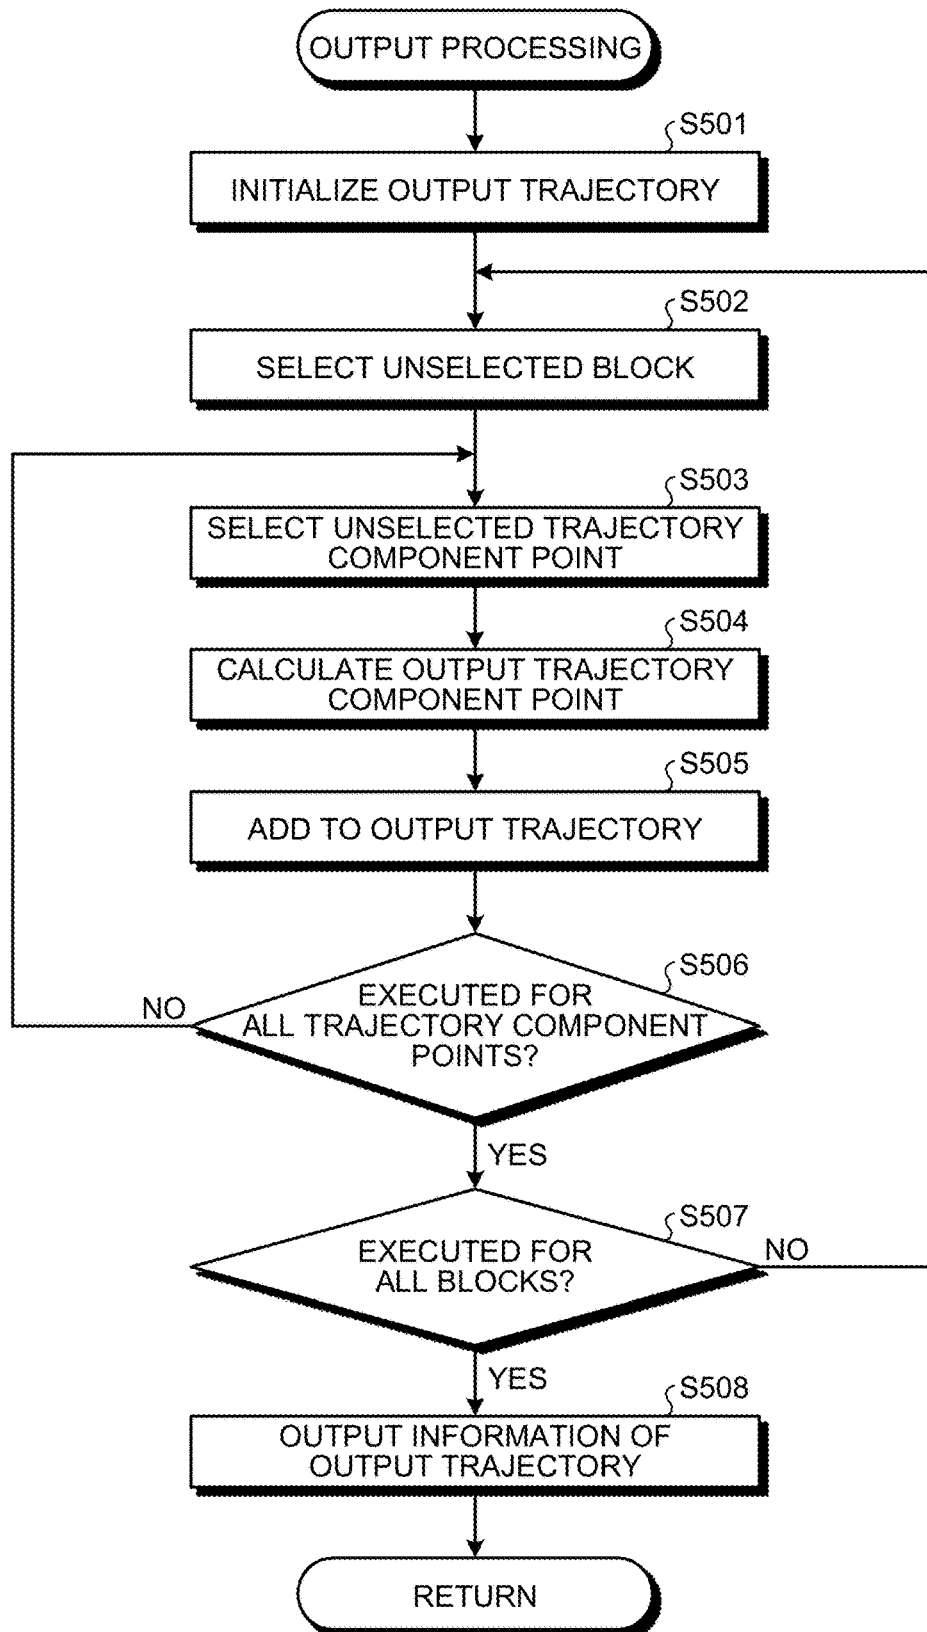 OUTPUT PROCESSING
S501
INITIALIZE OUTPUT TRAJECTORY
S502
SELECT UNSELECTED BLOCK
S503
SELECT UNSELECTED TRAJECTORY
COMPONENT POINT
S504
CALCULATE OUTPUT TRAJECTORY
COMPONENT POINT
S505
ADD TO OUTPUT TRAJECTORY
S506
NO
EXECUTED FOR
ALL TRAJECTORY COMPONENT
POINTS?
YES
S507
NO
EXECUTED FOR
ALL BLOCKS?
YES
S508
OUTPUT INFORMATION OF
OUTPUT TRAJECTORY
RETURN